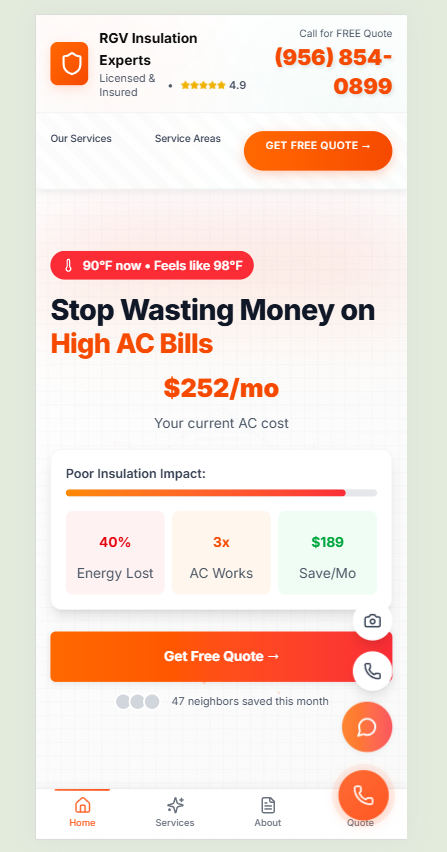 RGV Insulation
Experts
Licensed &
Insured
• ★★★★★ 4.9
Call for FREE Quote
(956) 854-
0899
Our Services
Service Areas
GET FREE QUOTE →
90°F now • Feels like 98°F
Stop Wasting Money on
High AC Bills
$252/mo
Your current AC cost
Poor Insulation Impact:
40%
Energy Lost
3x
AC Works
$189
Save/Mo
Get Free Quote →
47 neighbors saved this month
Home
Services
About
Quote